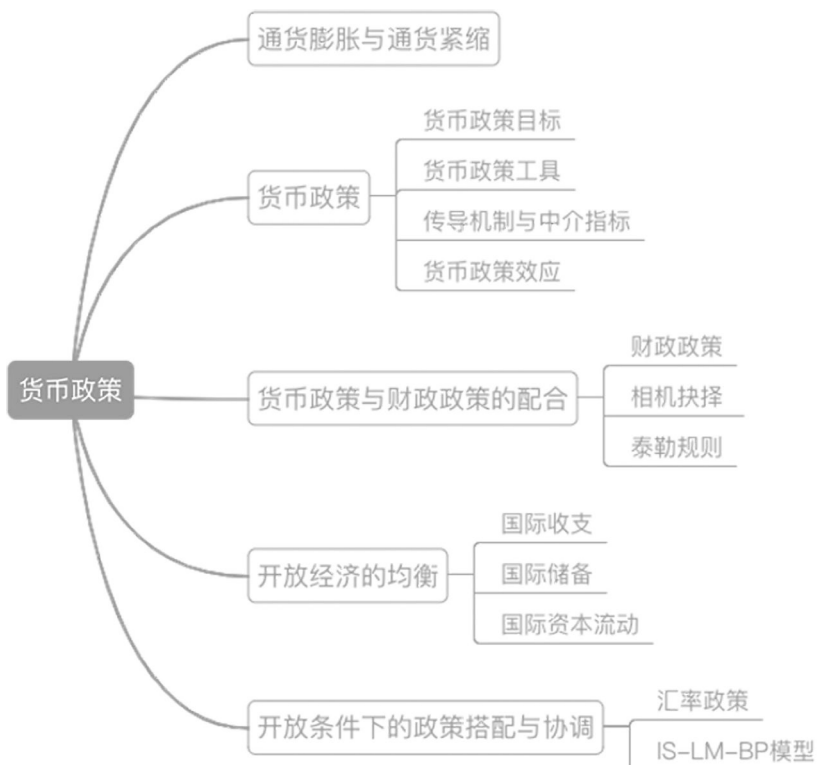 通货膨胀与通货紧缩
货币政策目标
货币政策工具
货币政策
传导机制与中介指标
货币政策效应
财政政策
货币政策
货币政策与财政政策的配合
相机抉择
泰勒规则
国际收支
开放经济的均衡
国际储备
国际资本流动
汇率政策
开放条件下的政策搭配与协调
IS-LM-BP模型